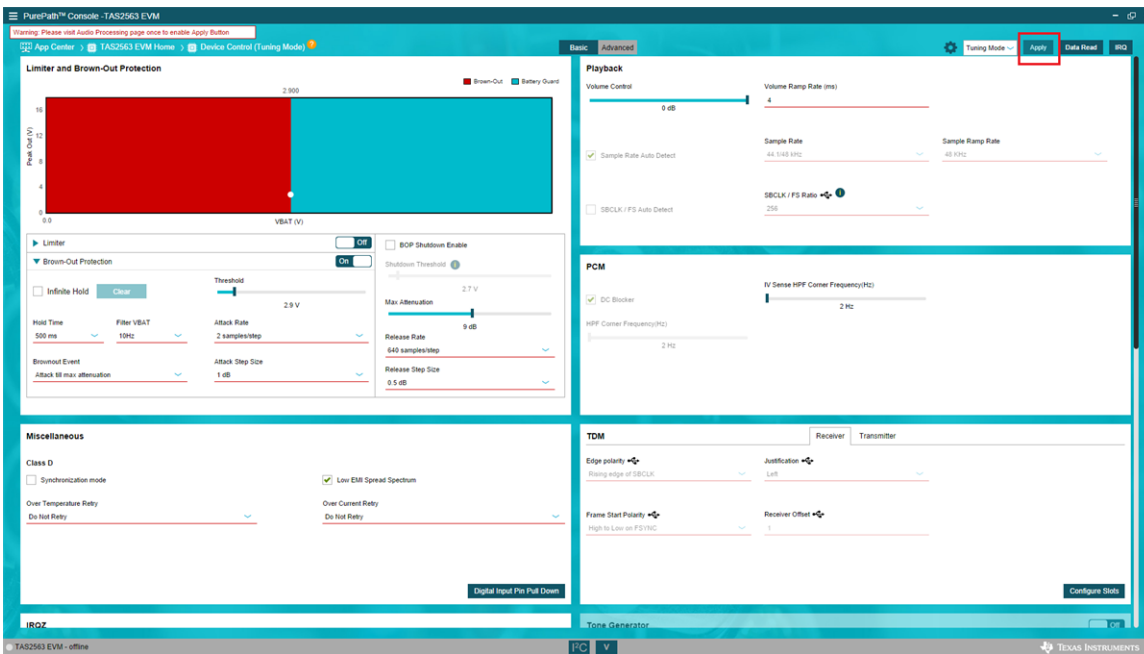 PurePath™ Console -TAS2563 EVM
Warning: Please visit Audio Processing page once to enable Apply Button
App Center > TAS2563 EVM Home > Device Control (Tuning Mode) ?
Basic Advanced
Tuning Mode Apply Data Read IRQ
Limiter and Brown-Out Protection
Brown-Out Battery Guard
2.900
16
12
8
4
0
Peak Out (V)
0.0
VBAT (V)
Limiter Off
Brown-Out Protection On
Infinite Hold Clear
Threshold
2.9 V
Hold Time Filter VBAT Attack Rate
500 ms 10Hz 2 samples/step
Brownout Event Attack Step Size
Attack till max attenuation 1 dB
BOP Shutdown Enable
Shutdown Threshold i
2.7 V
Max Attenuation
9 dB
Release Rate
640 samples/step
Release Step Size
0.5 dB
Playback
Volume Control Volume Ramp Rate (ms)
0 dB 4
Sample Rate Sample Ramp Rate
Sample Rate Auto Detect 44.1/48 kHz 48 KHz
SBCLK / FS Ratio i
SBCLK / FS Auto Detect 256
PCM
IV Sense HPF Corner Frequency(Hz)
DC Blocker 2 Hz
HPF Corner Frequency(Hz)
2 Hz
Miscellaneous
Class D
Synchronization mode Low EMI Spread Spectrum
Over Temperature Retry Over Current Retry
Do Not Retry Do Not Retry
Digital Input Pin Pull Down
TDM Receiver Transmitter
Edge polarity Justification
Rising edge of SBCLK Left
Frame Start Polarity Receiver Offset
High to Low on FSYNC 1
Configure Slots
IRQZ
Tone Generator Off
TAS2563 EVM - offline
I²C V
TEXAS INSTRUMENTS